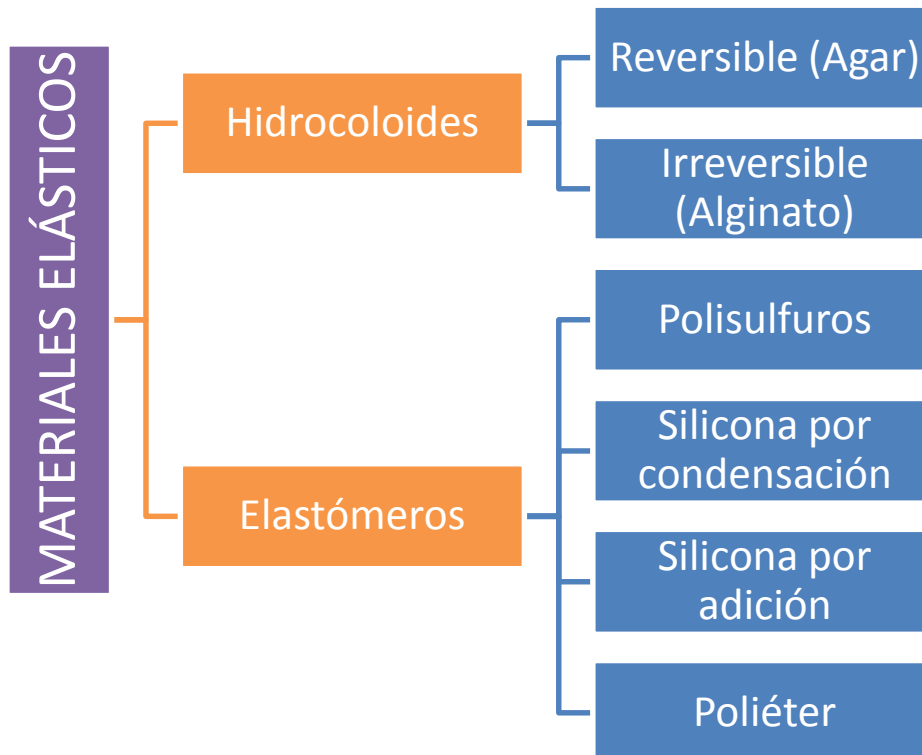 MATERIALES ELÁSTICOS
Hidrocoloides
Reversible (Agar)
Irreversible
(Alginato)
Elastómeros
Polisulfuros
Silicona por
condensación
Silicona por
adición
Poliéter